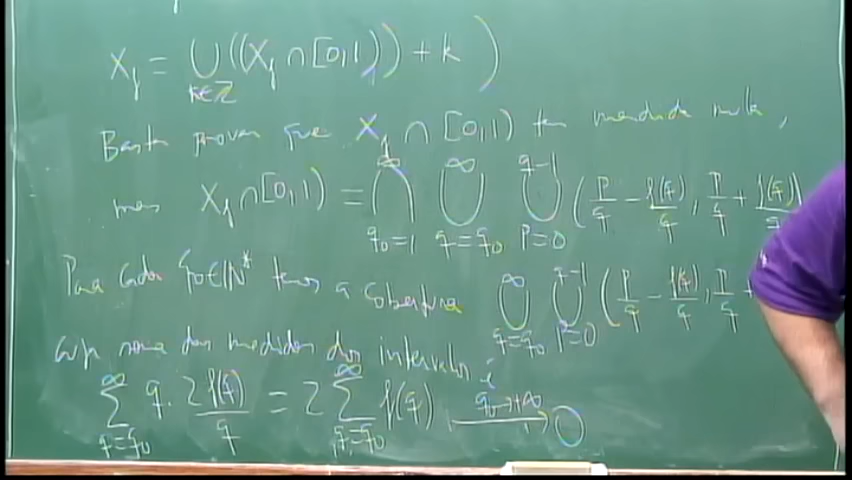 X_f = ⋃_{k∈ℤ} ((X_f ∩ [0,1)) + k)
Basta provar que X_f ∩ [0,1) tem medida nula,
mas X_f ∩ [0,1) = ⋂_{q_0=1}^{∞} ⋃_{q=q_0}^{∞} ⋃_{p=0}^{q-1} (p/q - f(q)/q, p/q + f(q)/q)
Para cada q_0 ∈ ℕ* temos a cobertura ⋃_{q=q_0}^{∞} ⋃_{p=0}^{q-1} (p/q - f(q)/q, p/q +
cuja soma das medidas dos intervalos é
∑_{q=q_0}^{∞} q · 2f(q)/q = 2 ∑_{q=q_0}^{∞} f(q) →^{q_0→+∞} 0